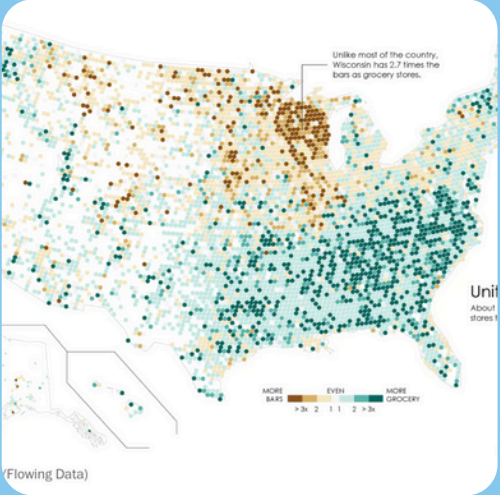 Unlike most of the country,
Wisconsin has 2.7 times the
bars as grocery stores.
Unit
About
stores h
MORE
BARS
EVEN
MORE
GROCERY
> 3x 2 1 1 2 > 3x
(Flowing Data)